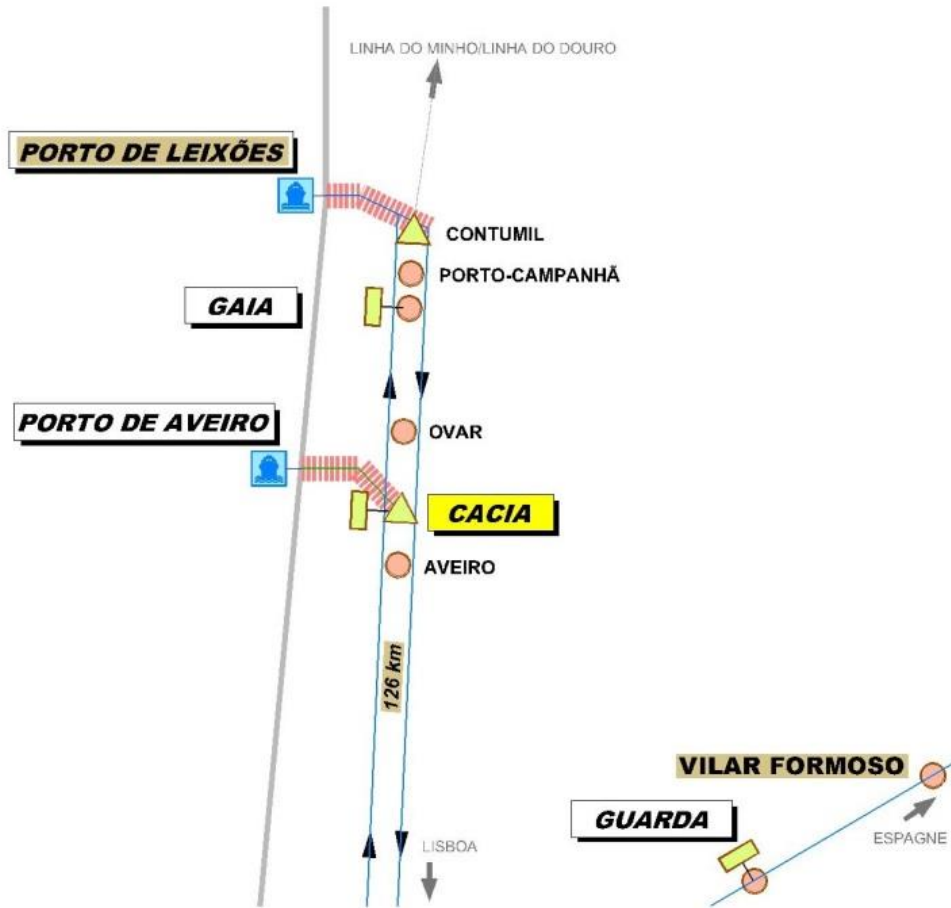 LINHA DO MINHO/LINHA DO DOURO
PORTO DE LEIXÕES
CONTUMIL
PORTO-CAMPANHÃ
GAIA
PORTO DE AVEIRO
OVAR
CACIA
AVEIRO
126 km
VILAR FORMOSO
GUARDA
ESPAGNE
LISBOA